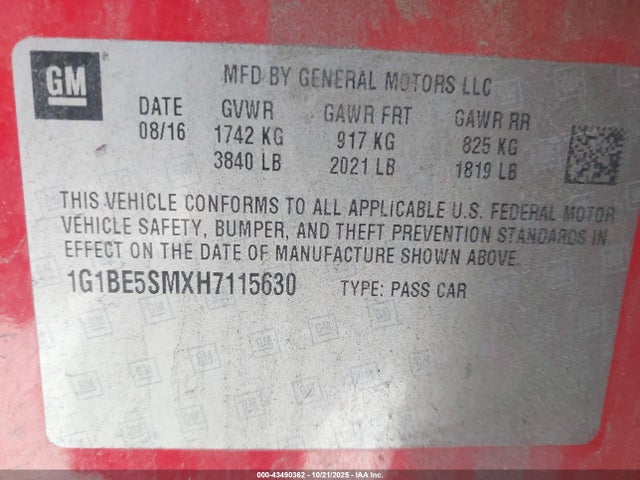 GM
MFD BY GENERAL MOTORS LLC
DATE GVWR GAWR FRT GAWR RR
08/16 1742 KG 917 KG 825 KG
3840 LB 2021 LB 1819 LB
THIS VEHICLE CONFORMS TO ALL APPLICABLE U.S. FEDERAL MOTOR
VEHICLE SAFETY, BUMPER, AND THEFT PREVENTION STANDARDS IN
EFFECT ON THE DATE OF MANUFACTURE SHOWN ABOVE.
1G1BE5SMXH7115630 TYPE: PASS CAR
000-43490362 - 10/21/2025 - IAAI.COM